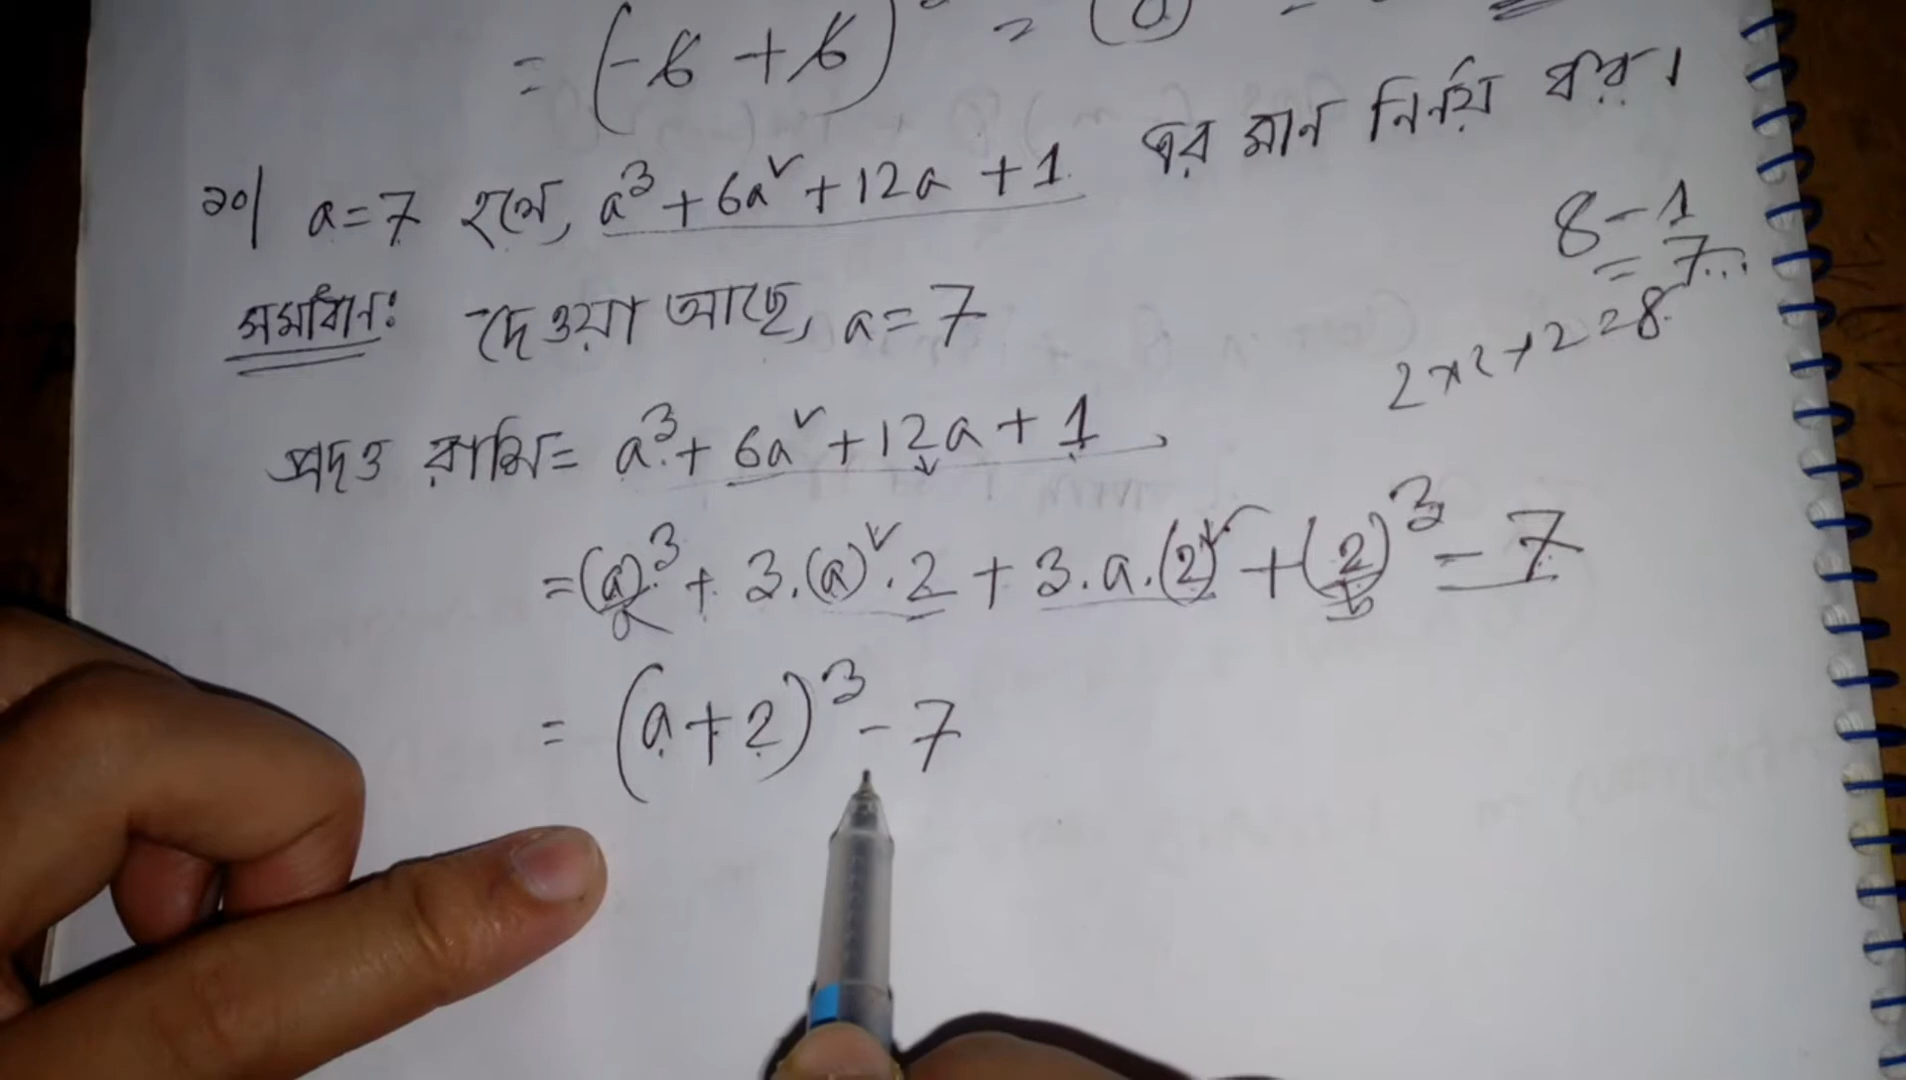 = (-6 + 6)
১০| a = 7 হলে, a³ + 6a² + 12a + 1 এর মান নির্ণয় কর।
8 - 1
= 7...
সমাধান: দেওয়া আছে, a = 7
2 × 2 × 2 = 8
প্রদত্ত রাশি = a³ + 6a² + 12a + 1
= (a)³ + 3.(a)².2 + 3.a.(2)² + (2)³ - 7
a b
= (a + 2)³ - 7